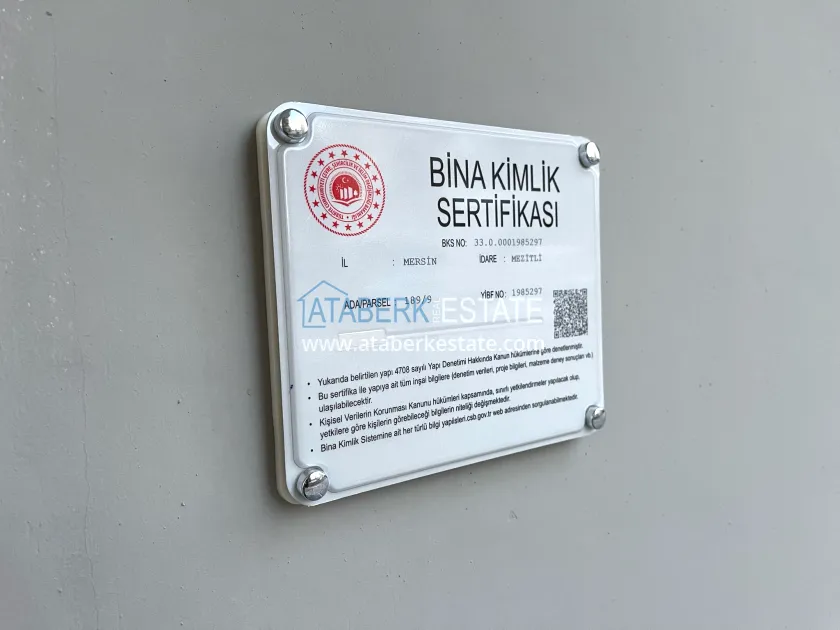 BİNA KİMLİK
SERTİFİKASI
BKS NO: 33.0.0001985297
İL : MERSİN İDARE : MEZİTLİ
ADA/PARSEL : 189/9 YİBF NO: 1985297
ATABERK REAL ESTATE
www.ataberkestate.com
• Yukarıda belirtilen yapı 4708 sayılı Yapı Denetimi Hakkında Kanun hükümlerine göre denetlenmiştir.
• Bu sertifika ile yapıya ait tüm inşai bilgilere (denetim verileri, proje bilgileri, malzeme deney sonuçları vb.)
ulaşılabilecektir.
• Kişisel Verilerin Korunması Kanunu hükümleri kapsamında, sınırlı yetkilendirmeler yapılacak olup,
yetkilere göre kişilerin görebileceği bilgilerin niteliği değişmektedir.
• Bina Kimlik Sistemine ait her türlü bilgi yapiisleri.csb.gov.tr web adresinden sorgulanabilmektedir.